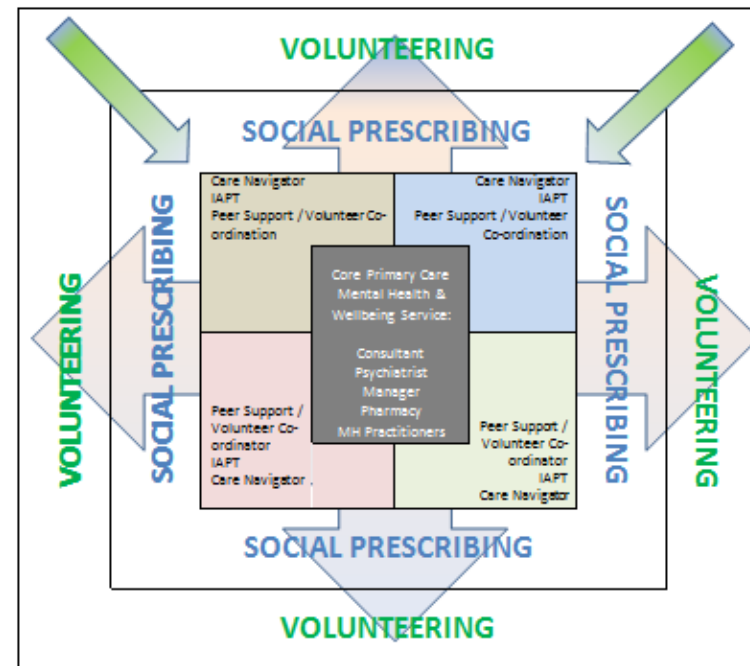 VOLUNTEERING
SOCIAL PRESCRIBING
Care Navigator
IAPT
Peer Support / Volunteer Co-
ordination
Care Navigator
IAPT
Peer Support / Volunteer
Co-ordination
VOLUNTEERING
SOCIAL PRESCRIBING
Core Primary Care
Mental Health &
Wellbeing Service:
Consultant
Psychiatrist
Manager
Pharmacy
MH Practitioners
SOCIAL PRESCRIBING
VOLUNTEERING
Peer Support /
Volunteer Co-
ordinator
IAPT
Care Navigator .
Peer Support /
Volunteer Co-
ordinator
IAPT
Care Navigator
SOCIAL PRESCRIBING
VOLUNTEERING